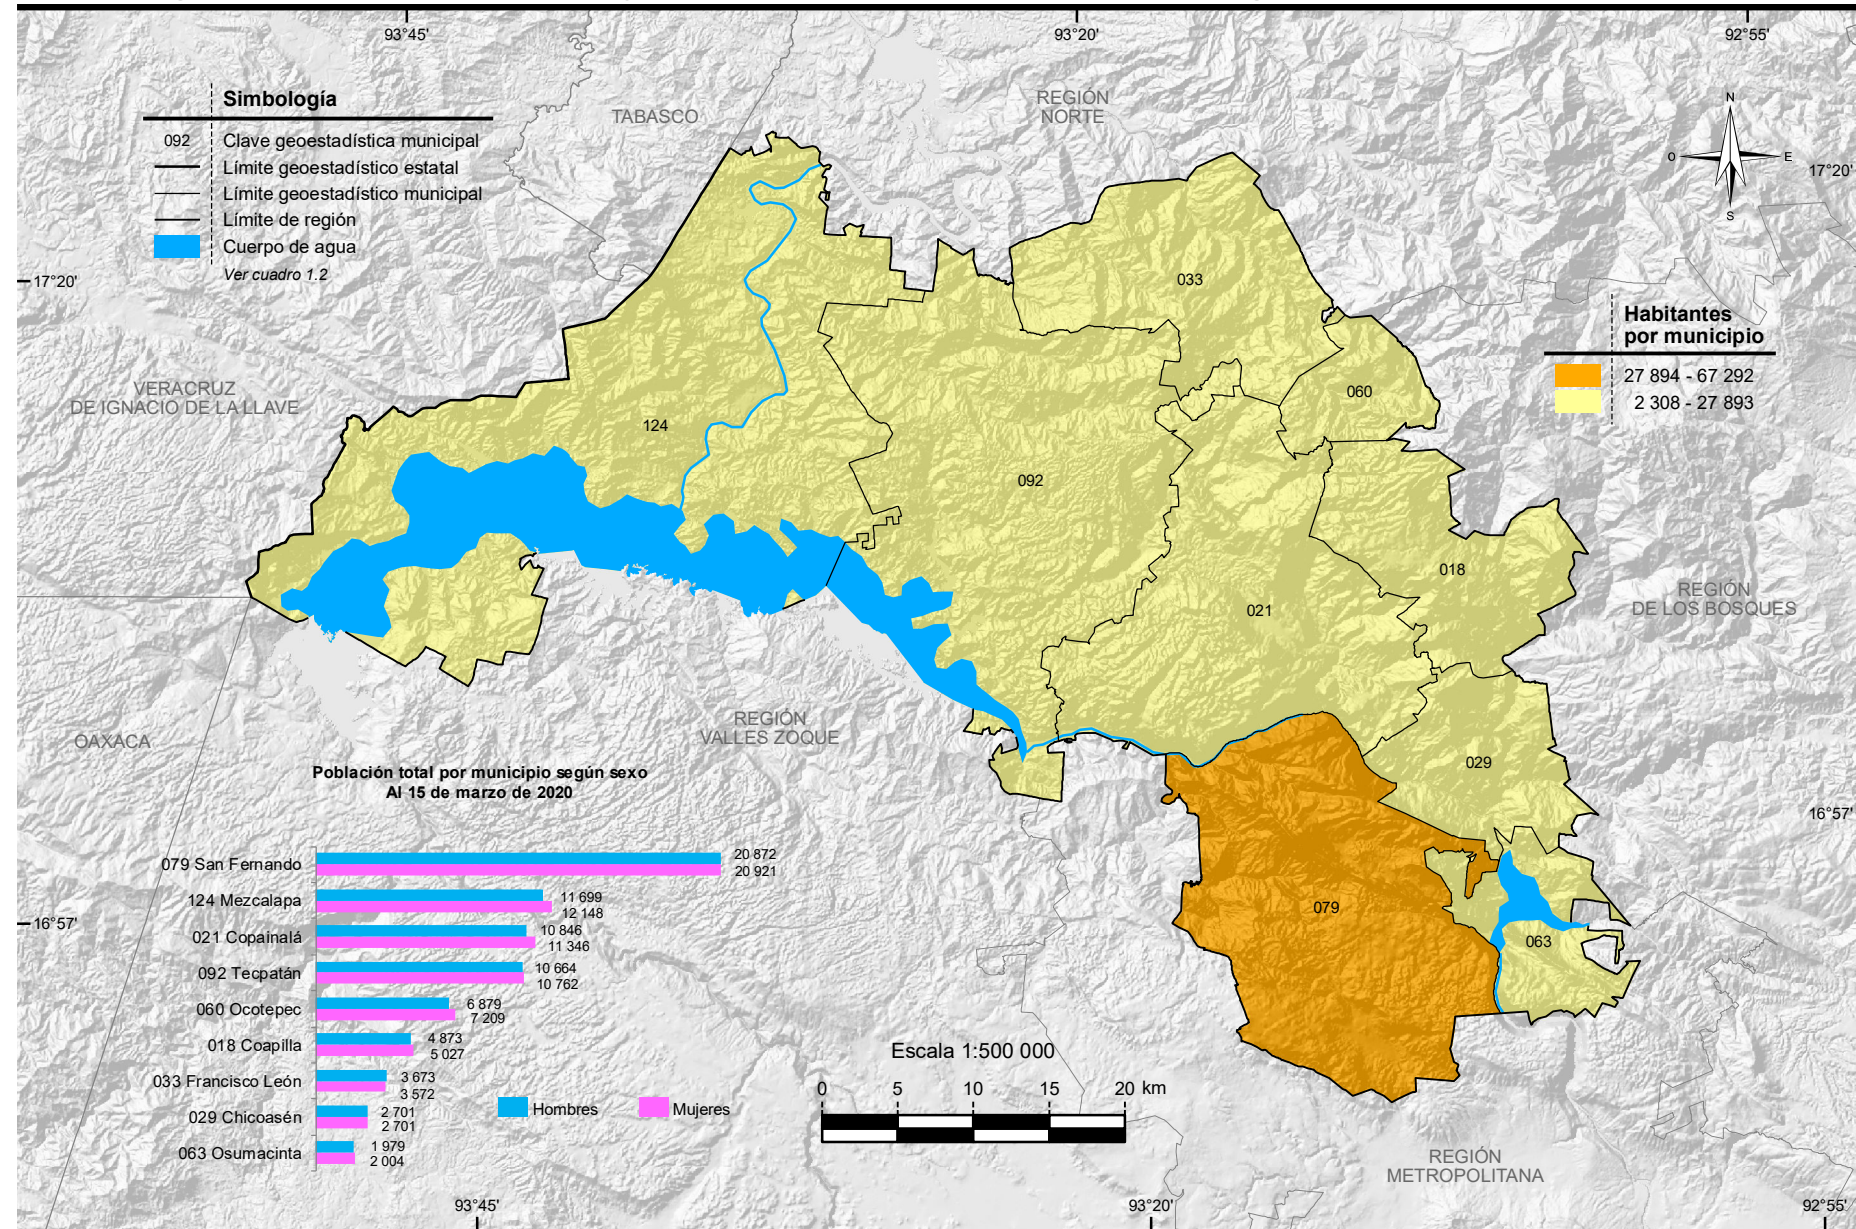 93°45'
93°20'
92°55'
Simbología
092 Clave geoestadística municipal
Límite geoestadístico estatal
Límite geoestadístico municipal
Límite de región
Cuerpo de agua
Ver cuadro 1.2
TABASCO
REGIÓN
NORTE
N
O
E
S
17°20'
17°20'
Habitantes
por municipio
27 894 - 67 292
2 308 - 27 893
VERACRUZ
DE IGNACIO DE LA LLAVE
033
060
124
092
018
021
REGIÓN
DE LOS BOSQUES
OAXACA
REGIÓN
VALLES ZOQUE
029
16°57'
16°57'
079
063
Población total por municipio según sexo
Al 15 de marzo de 2020
079 San Fernando
20 872
20 921
124 Mezcalapa
11 699
12 148
021 Copainalá
10 846
11 346
092 Tecpatán
10 664
10 762
060 Ocotepec
6 879
7 209
018 Coapilla
4 873
5 027
033 Francisco León
3 673
3 572
029 Chicoasén
2 701
2 701
063 Osumacinta
1 979
2 004
Hombres
Mujeres
Escala 1:500 000
0 5 10 15 20 km
REGIÓN
METROPOLITANA
93°45'
93°20'
92°55'